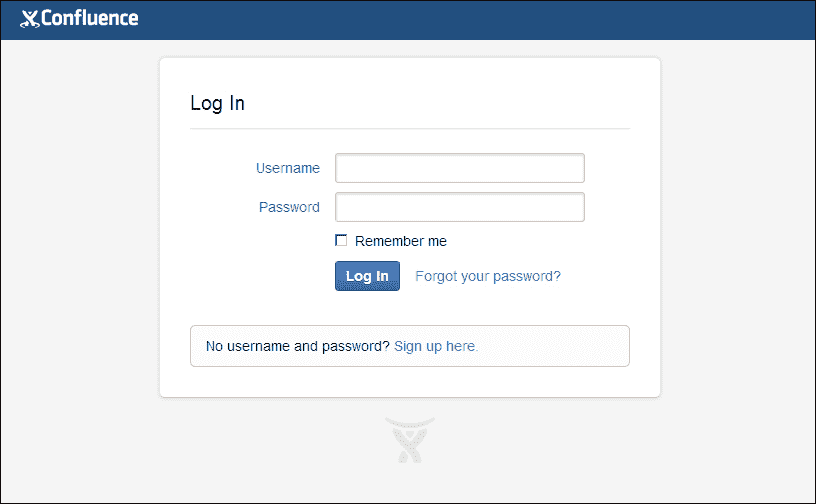 Confluence
Log In
Username
Password
Remember me
Log In Forgot your password?
No username and password? Sign up here.